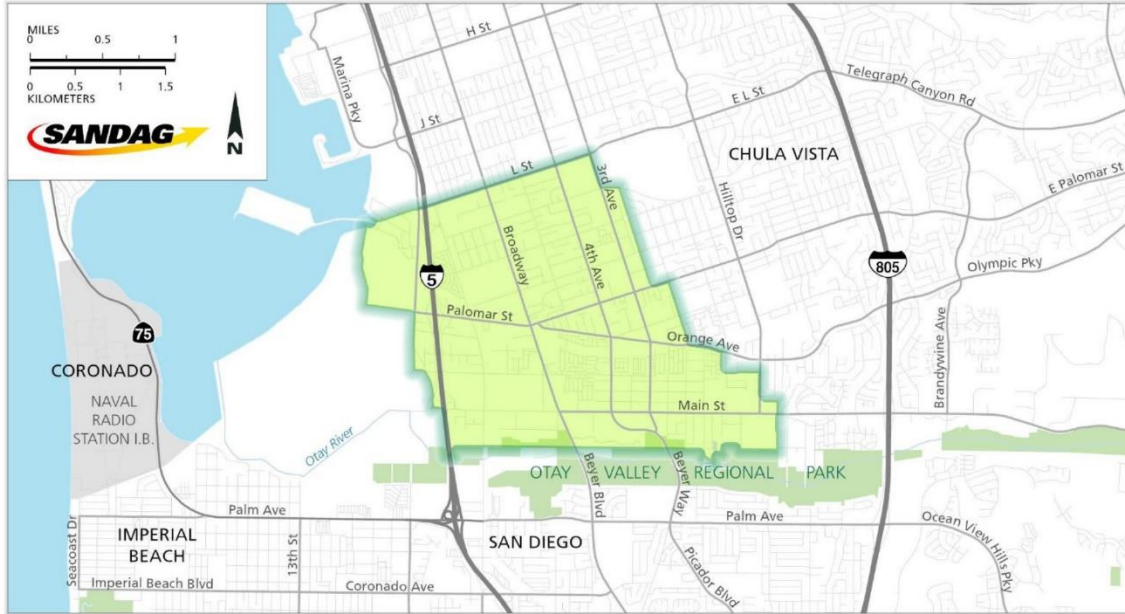 MILES
0 0.5 1
0 0.5 1 1.5
KILOMETERS
SANDAG
N
H St
Marina Pky
J St
E L St
Telegraph Canyon Rd
L St
3rd Ave
CHULA VISTA
Hilltop Dr
E Palomar St
Broadway
4th Ave
5
805
Olympic Pky
Palomar St
75
Orange Ave
CORONADO
Brandywine Ave
NAVAL
RADIO
STATION I.B.
Main St
Otay River
OTAY VALLEY REGIONAL PARK
Beyer Blvd
Beyer Way
Seacoast Dr
Palm Ave
Palm Ave
Ocean View Hills Pky
IMPERIAL
BEACH
13th St
SAN DIEGO
Imperial Beach Blvd
Coronado Ave
Picador Blvd